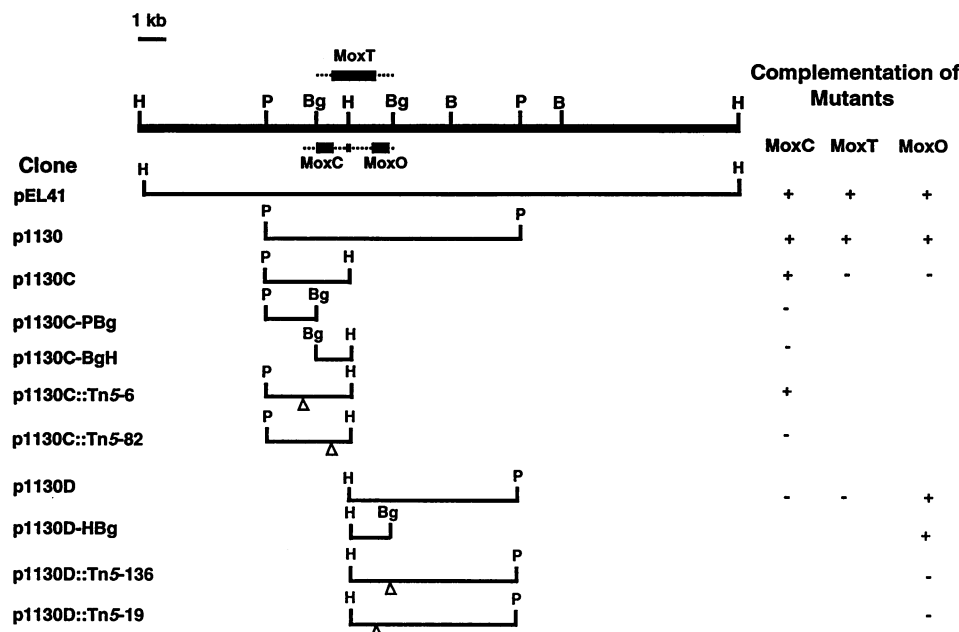 1 kb
MoxT
Complementation of
Mutants
H P Bg H Bg B P B H
MoxC MoxO
MoxC MoxT MoxO
Clone
H H
pEL41 + + +
P P
p1130 + + +
P H
p1130C + - -
P Bg
p1130C-PBg -
Bg H
p1130C-BgH -
P H
p1130C::Tn5-6 +
P H
p1130C::Tn5-82 -
H P
p1130D - - +
H Bg
p1130D-HBg +
H P
p1130D::Tn5-136 -
H P
p1130D::Tn5-19 -